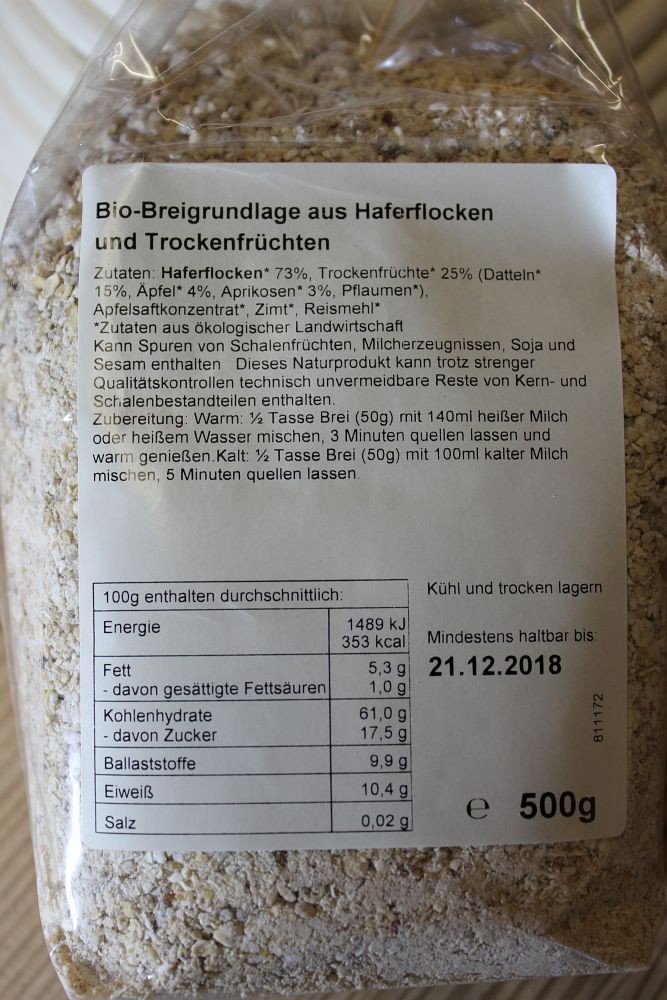 Bio-Breigrundlage aus Haferflocken
und Trockenfrüchten
Zutaten: Haferflocken* 73%, Trockenfrüchte* 25% (Datteln*
15%, Äpfel* 4%, Aprikosen* 3%, Pflaumen*),
Apfelsaftkonzentrat*, Zimt*, Reismehl*
*Zutaten aus ökologischer Landwirtschaft
Kann Spuren von Schalenfrüchten, Milcherzeugnissen, Soja und
Sesam enthalten Dieses Naturprodukt kann trotz strenger
Qualitätskontrollen technisch unvermeidbare Reste von Kern- und
Schalenbestandteilen enthalten.
Zubereitung: Warm: ½ Tasse Brei (50g) mit 140ml heißer Milch
oder heißem Wasser mischen, 3 Minuten quellen lassen und
warm genießen.Kalt: ½ Tasse Brei (50g) mit 100ml kalter Milch
mischen, 5 Minuten quellen lassen.
100g enthalten durchschnittlich:
Energie 1489 kJ
353 kcal
Fett 5,3 g
- davon gesättigte Fettsäuren 1,0 g
Kohlenhydrate 61,0 g
- davon Zucker 17,5 g
Ballaststoffe 9,9 g
Eiweiß 10,4 g
Salz 0,02 g
Kühl und trocken lagern
Mindestens haltbar bis:
21.12.2018
811172
e 500g